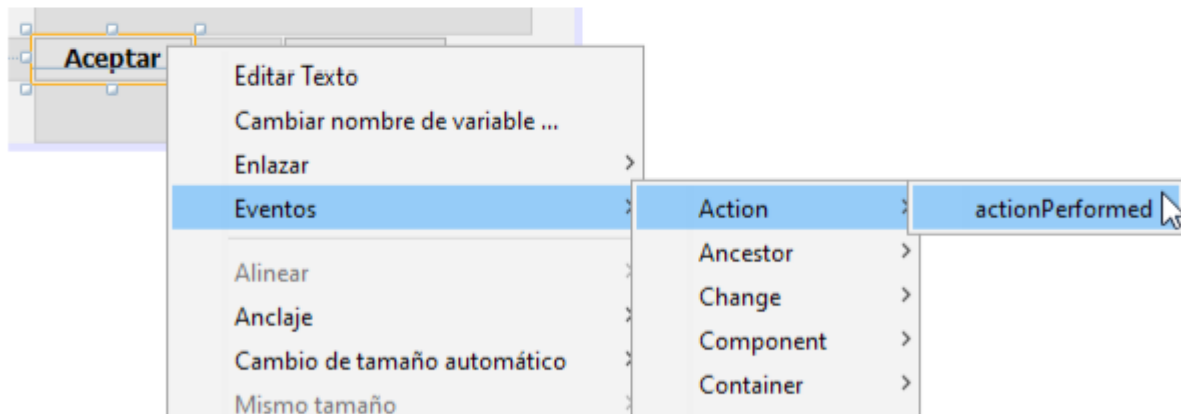 Aceptar
Editar Texto
Cambiar nombre de variable ...
Enlazar
Eventos
Action
actionPerformed
Ancestor
Alinear
Change
Anclaje
Component
Cambio de tamaño automático
Container
Mismo tamaño